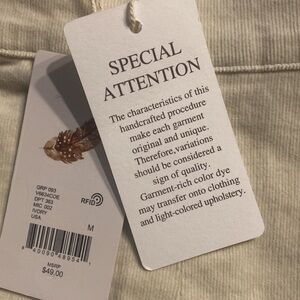 SPECIAL
ATTENTION
The characteristics of this
handcrafted procedure
make each garment
original and unique.
Therefore,variations
should be considered a
sign of quality.
Garment-rich color dye
may transfer onto clothing
and light-colored upholstery.
GRP 093
V6634COE
DPT 363
MIC 002
IVORY
USA
RFID
M
MSRP
$49.00